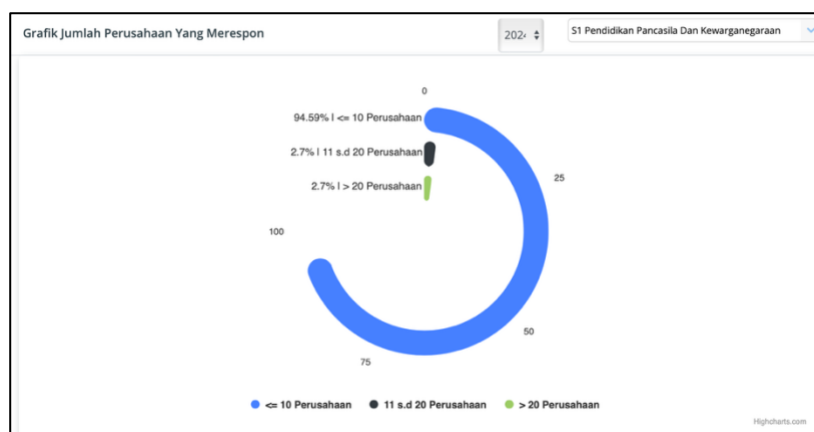 Grafik Jumlah Perusahaan Yang Merespon
2024
S1 Pendidikan Pancasila Dan Kewarganegaraan
0
94.59% | <= 10 Perusahaan
2.7% | 11 s.d 20 Perusahaan
2.7% | > 20 Perusahaan
25
100
50
75
<= 10 Perusahaan
11 s.d 20 Perusahaan
> 20 Perusahaan
Highcharts.com